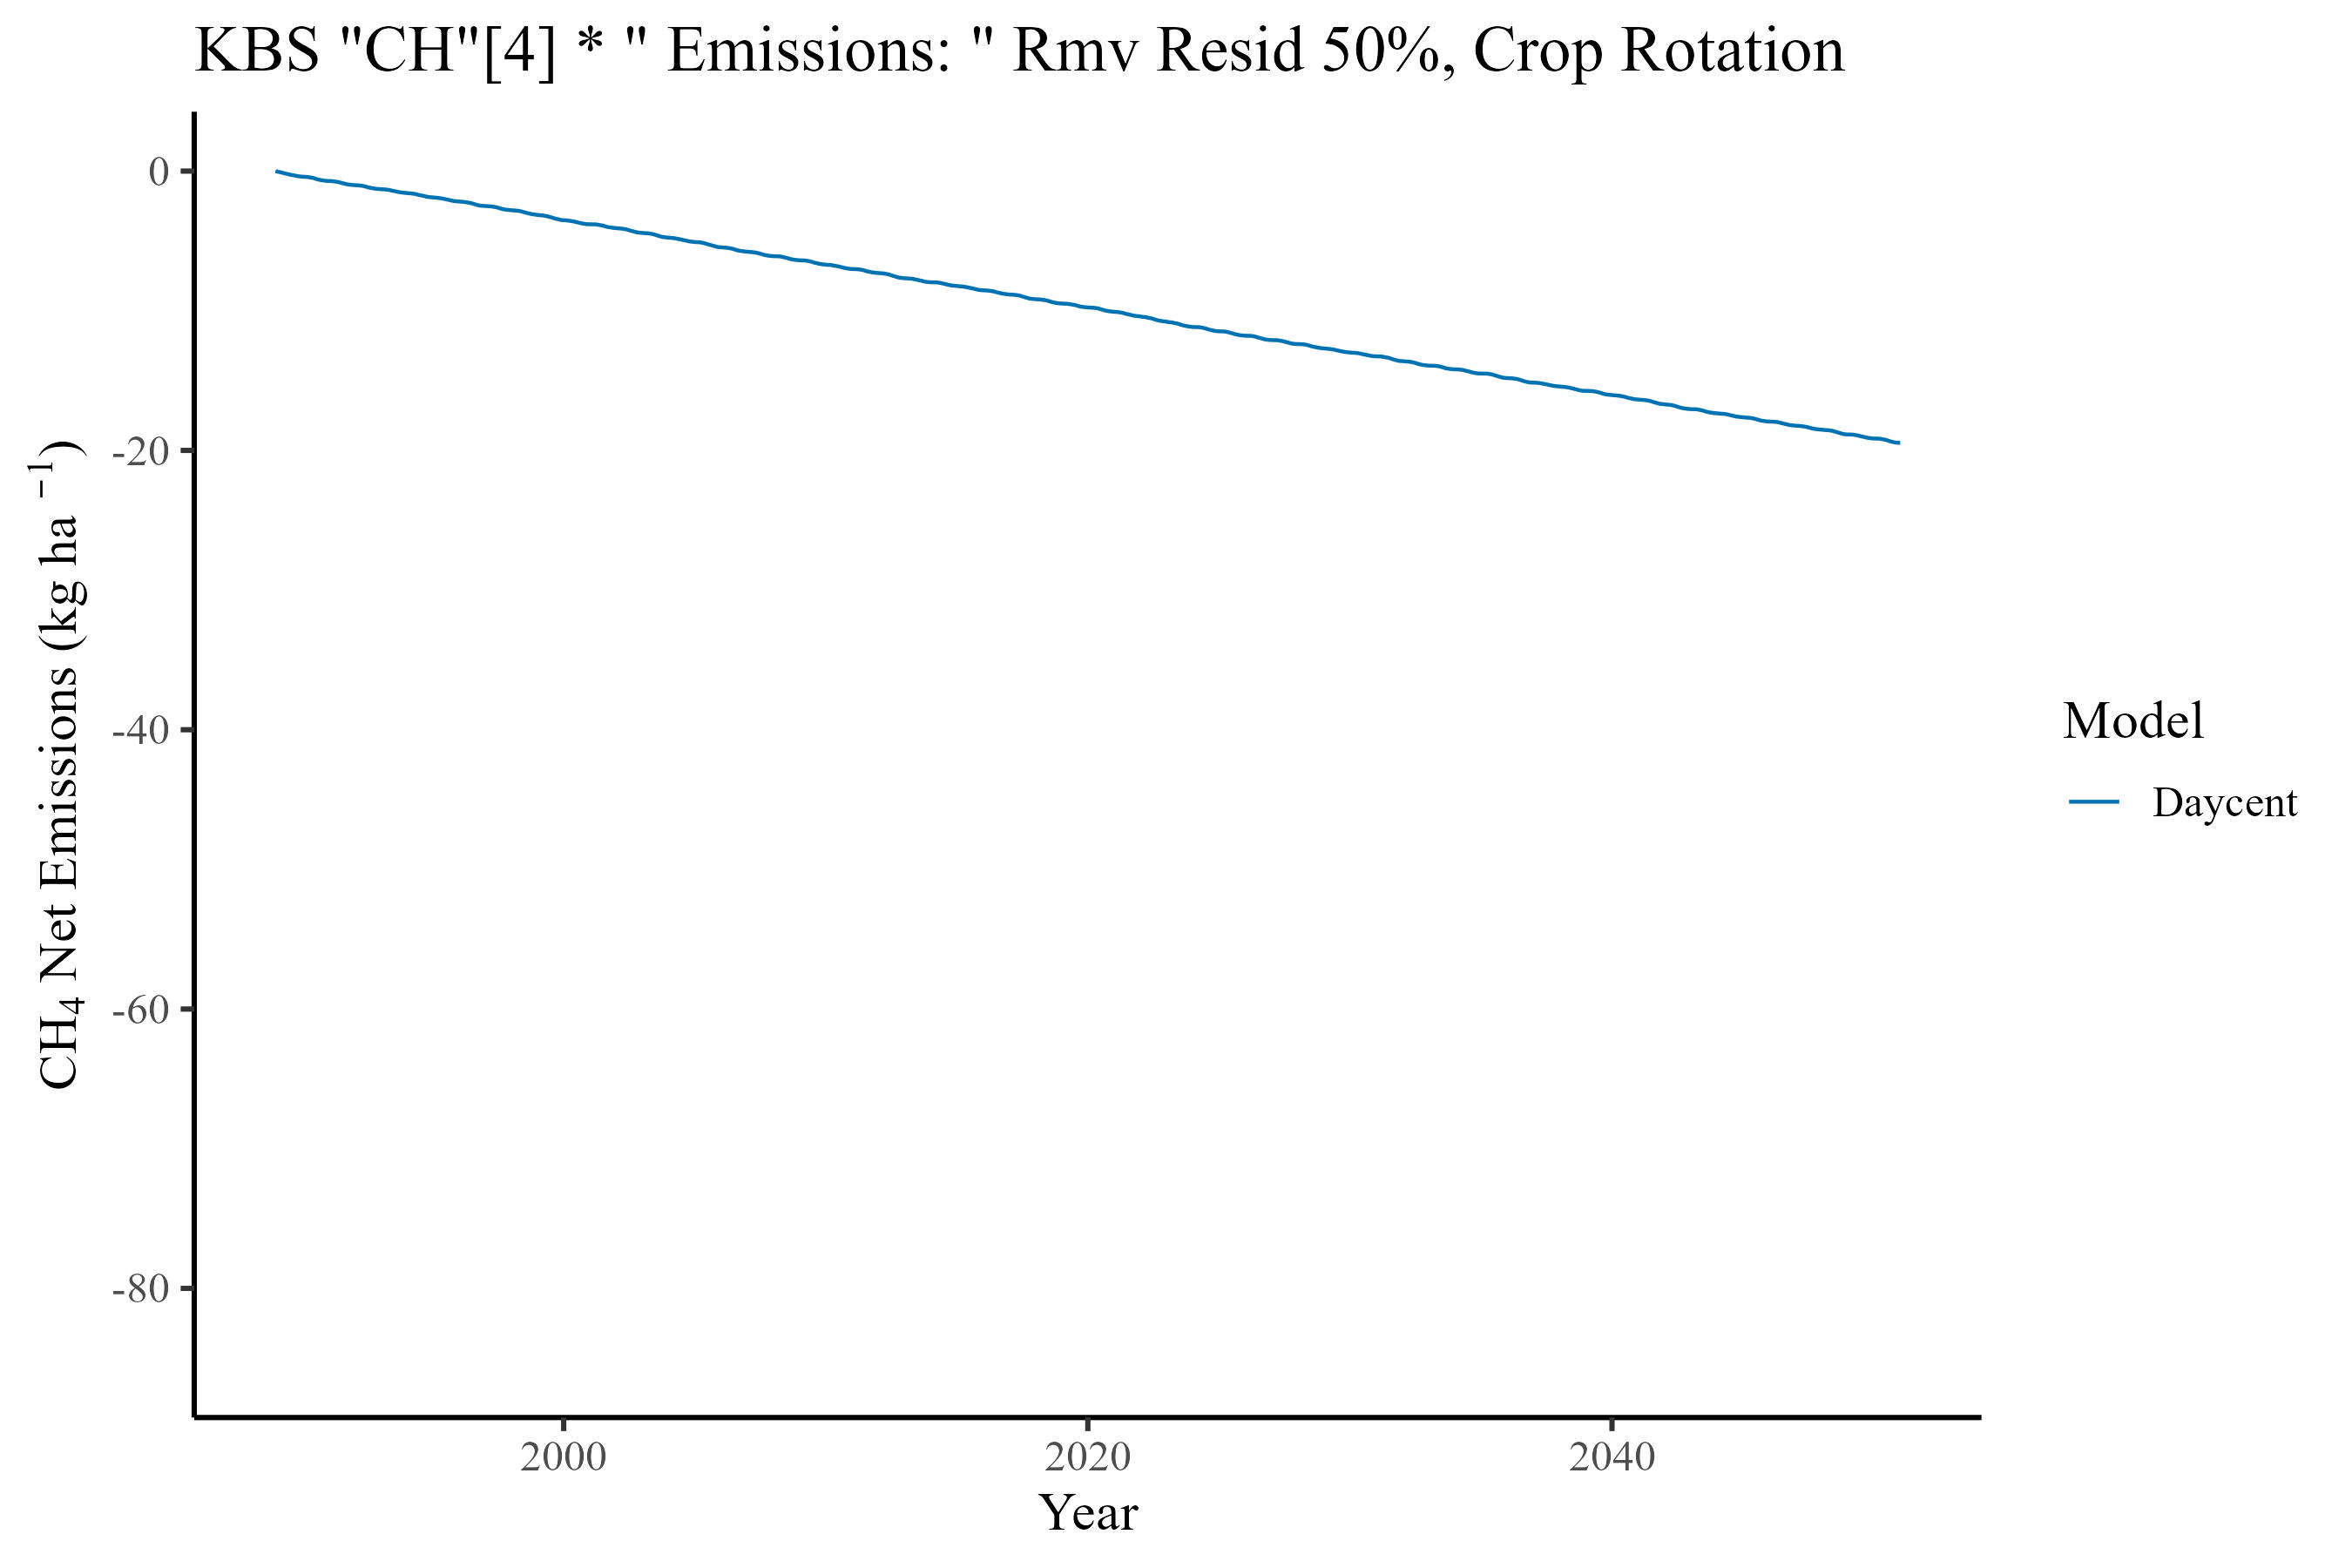 KBS "CH"[4] * " Emissions: " Rmv Resid 50%, Crop Rotation
CH₄ Net Emissions (kg ha ⁻¹)
0
-20
-40
-60
-80
2000
2020
2040
Year
Model
Daycent